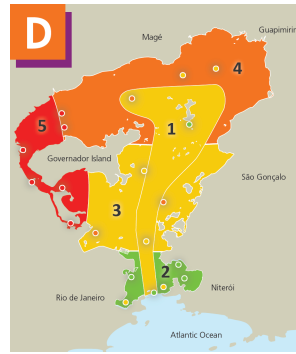 D
Magé
Guapimirim
4
5
1
Governador Island
São Gonçalo
3
2
Niterói
Rio de Janeiro
Atlantic Ocean